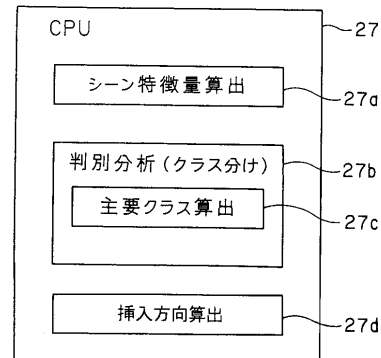 CPU
27
シーン特徴量算出
27a
判別分析(クラス分け)
27b
主要クラス算出
27c
挿入方向算出
27d